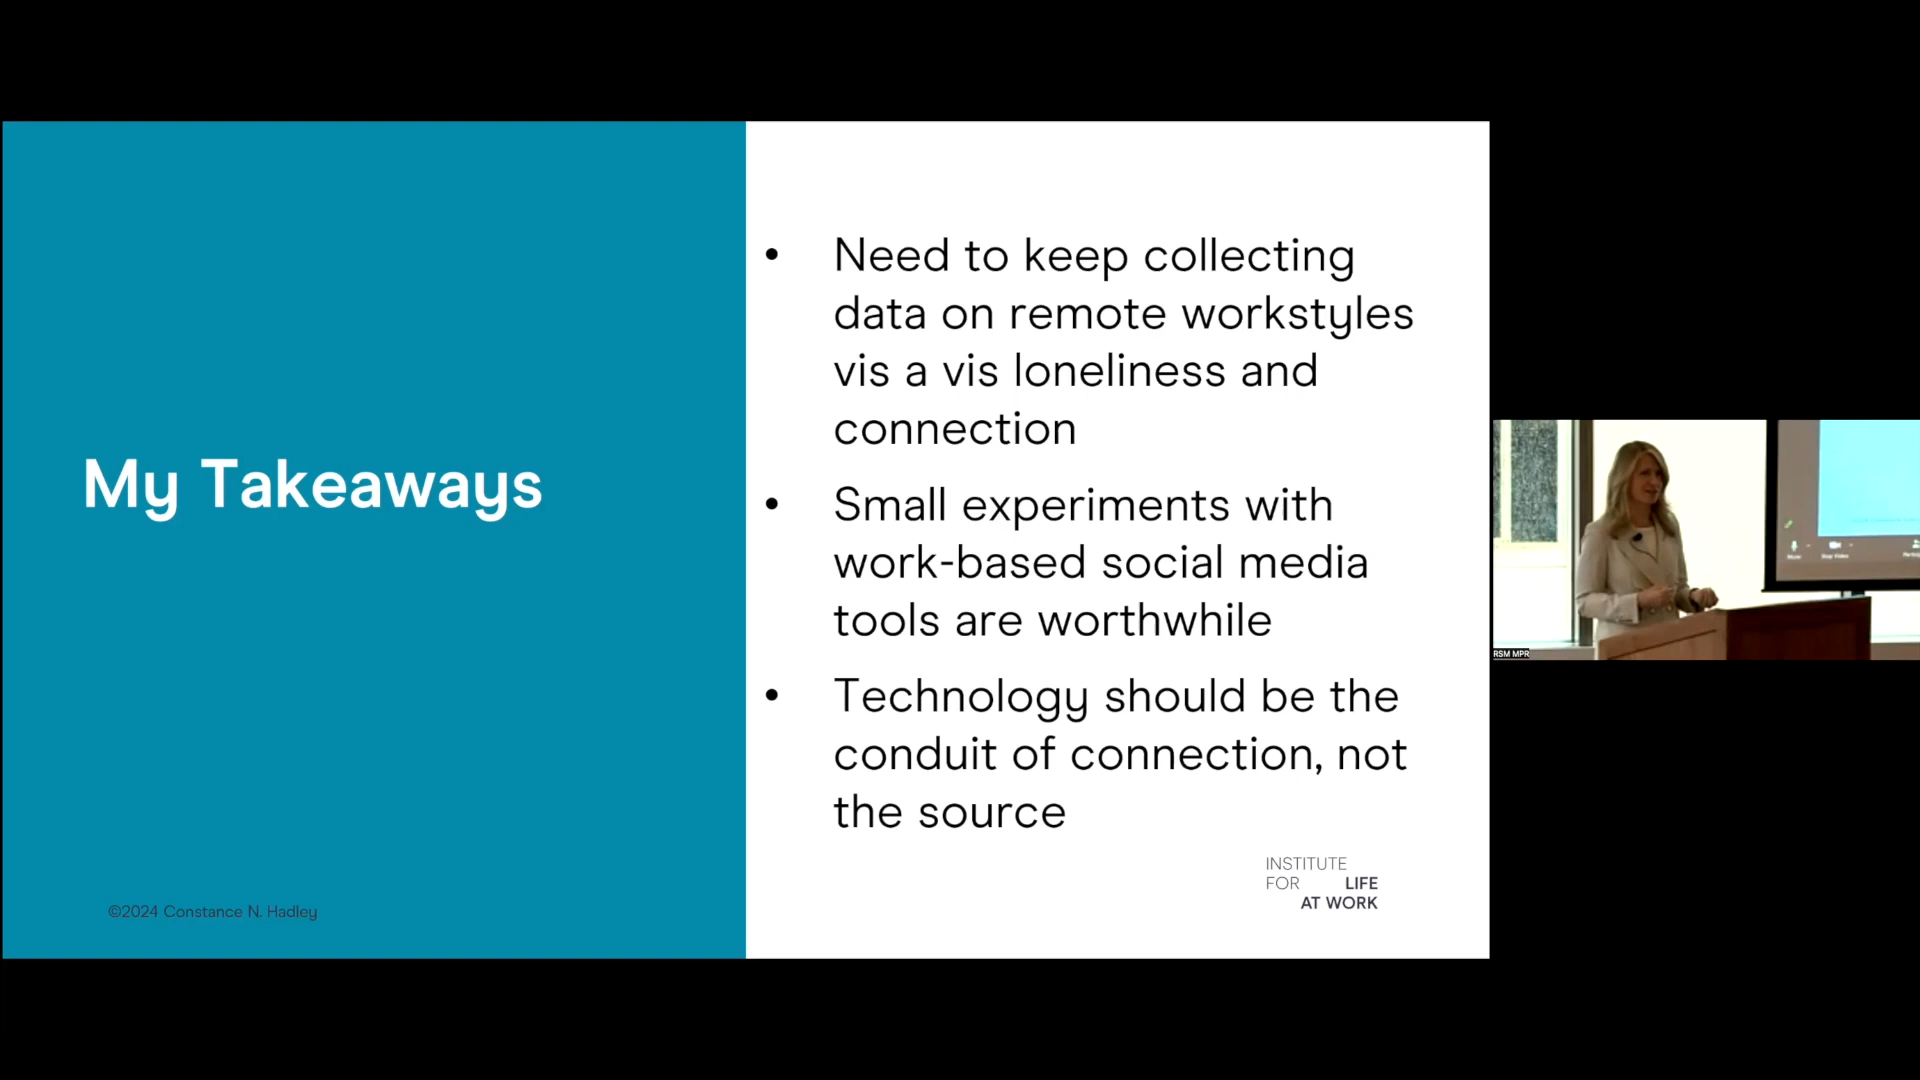 My Takeaways
©2024 Constance N. Hadley
• Need to keep collecting
data on remote workstyles
vis a vis loneliness and
connection
• Small experiments with
work-based social media
tools are worthwhile
• Technology should be the
conduit of connection, not
the source
INSTITUTE
FOR LIFE
AT WORK
RSM MPR